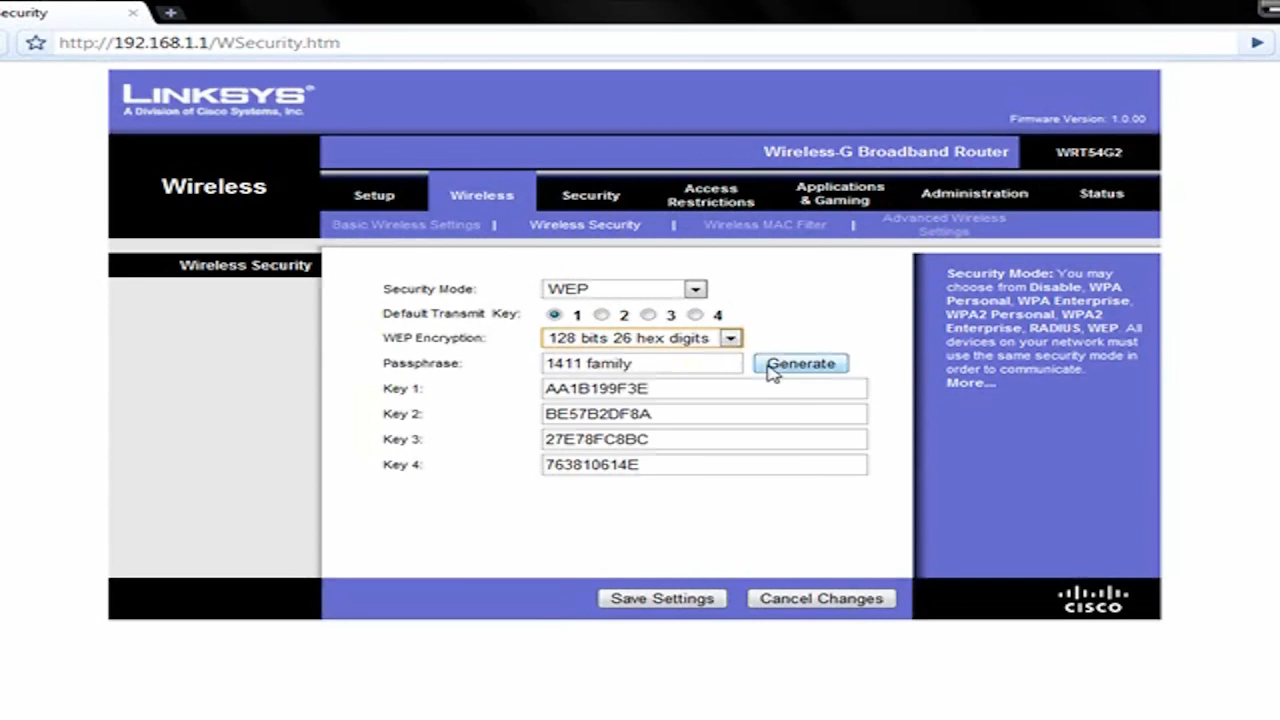 ecurity
http://192.168.1.1/WSecurity.htm
LINKSYS®
A Division of Cisco Systems, Inc.
Firmware Version: 1.0.00
Wireless-G Broadband Router WRT54G2
Wireless
Setup Wireless Security Access Restrictions Applications & Gaming Administration Status
Basic Wireless Settings | Wireless Security | Wireless MAC Filter | Advanced Wireless Settings
Wireless Security
Security Mode: WEP
Default Transmit Key: 1 2 3 4
WEP Encryption: 128 bits 26 hex digits
Passphrase: 1411 family Generate
Key 1: AA1B199F3E
Key 2: BE57B2DF8A
Key 3: 27E78FC8BC
Key 4: 763810614E
Security Mode: You may
choose from Disable, WPA
Personal, WPA Enterprise,
WPA2 Personal, WPA2
Enterprise, RADIUS, WEP. All
devices on your network must
use the same security mode in
order to communicate.
More...
Save Settings Cancel Changes
CISCO